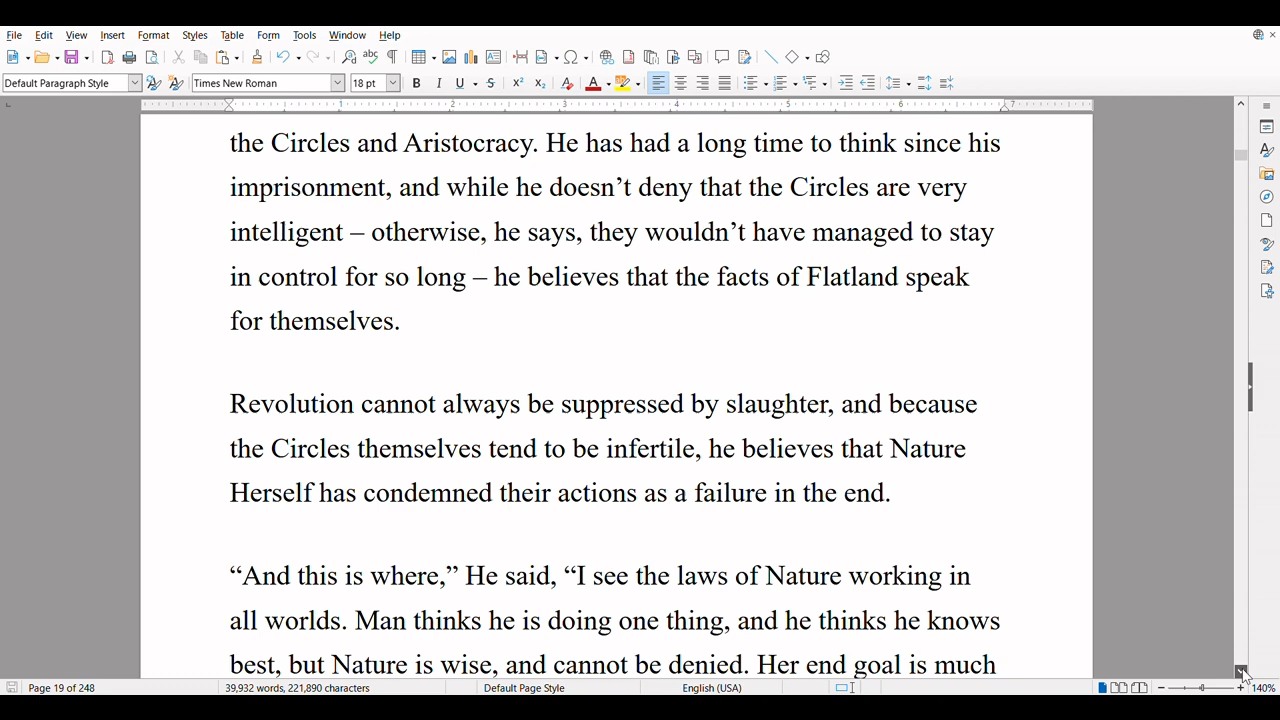 File Edit View Insert Format Styles Table Form Tools Window Help
Default Paragraph Style Times New Roman 18 pt
1 2 3 4 5 6 7
the Circles and Aristocracy. He has had a long time to think since his
imprisonment, and while he doesn’t deny that the Circles are very
intelligent – otherwise, he says, they wouldn’t have managed to stay
in control for so long – he believes that the facts of Flatland speak
for themselves.
Revolution cannot always be suppressed by slaughter, and because
the Circles themselves tend to be infertile, he believes that Nature
Herself has condemned their actions as a failure in the end.
“And this is where,” He said, “I see the laws of Nature working in
all worlds. Man thinks he is doing one thing, and he thinks he knows
best, but Nature is wise, and cannot be denied. Her end goal is much
Page 19 of 248 39,932 words, 221,890 characters Default Page Style English (USA) 140%